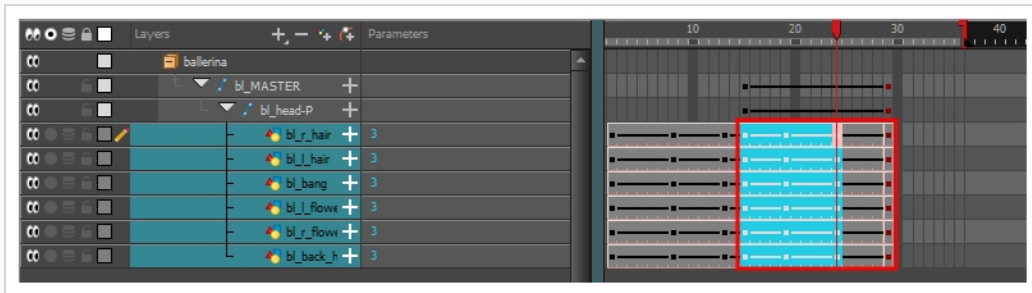 Layers Parameters 10 20 30 40
ballerina
bl_MASTER
bl_head-P
bl_r_hair 3
bl_l_hair 3
bl_bang 3
bl_l_flowe 3
bl_r_flowe 3
bl_back_h 3